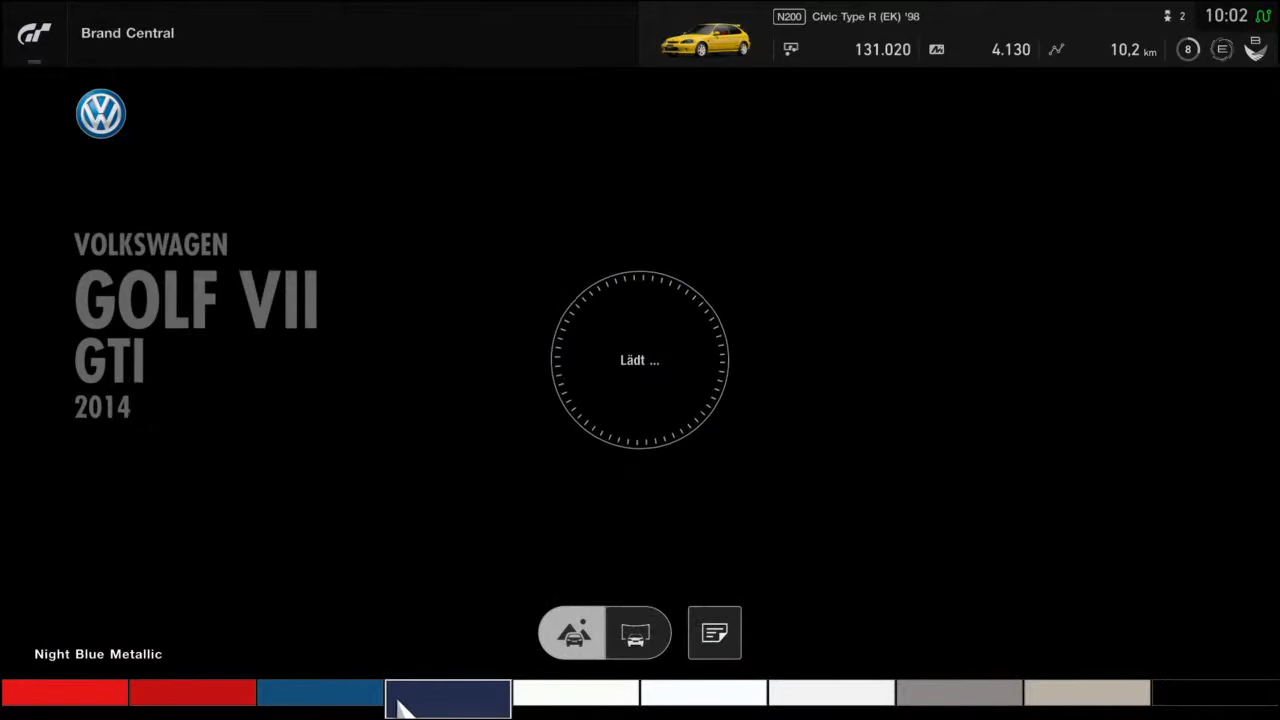 Brand Central
N200 Civic Type R (EK) '98
2
10:02
131.020
4.130
10,2 km
8
E
B
VOLKSWAGEN
GOLF VII
GTI
2014
Lädt ...
Night Blue Metallic